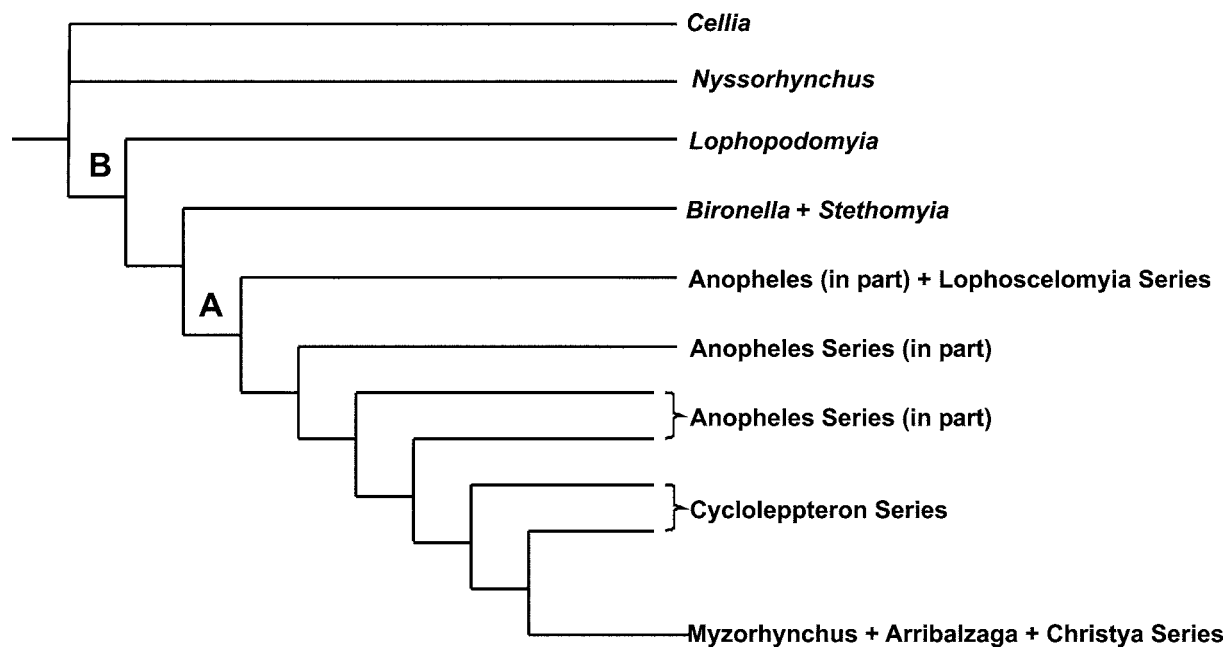 Cellia
Nyssorhynchus
Lophopodomyia
B
Bironella + Stethomyia
Anopheles (in part) + Lophoscelomyia Series
A
Anopheles Series (in part)
Anopheles Series (in part)
Cycloleppteron Series
Myzorhynchus + Arribalzaga + Christya Series